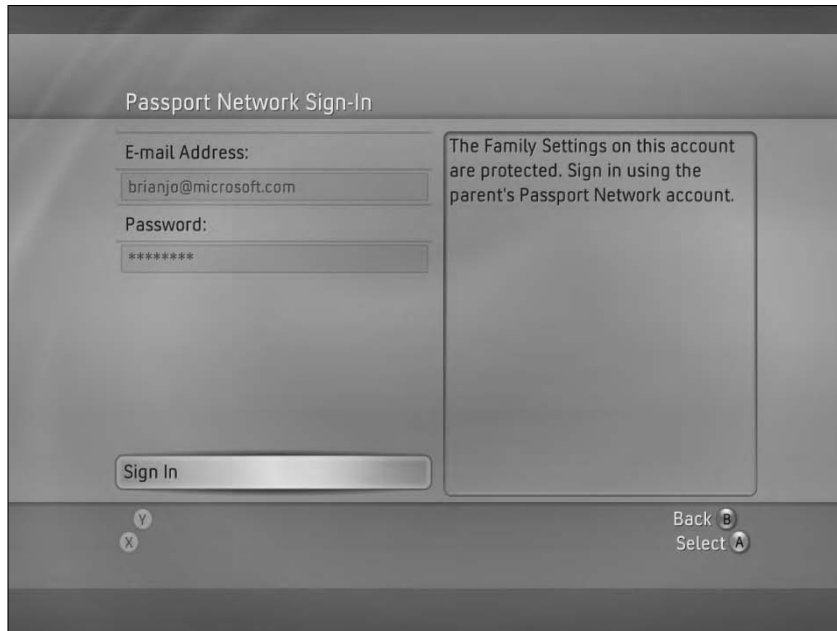 Passport Network Sign-In
E-mail Address:
brianjo@microsoft.com
Password:
********
Sign In
The Family Settings on this account
are protected. Sign in using the
parent's Passport Network account.
Y
X
Back B
Select A